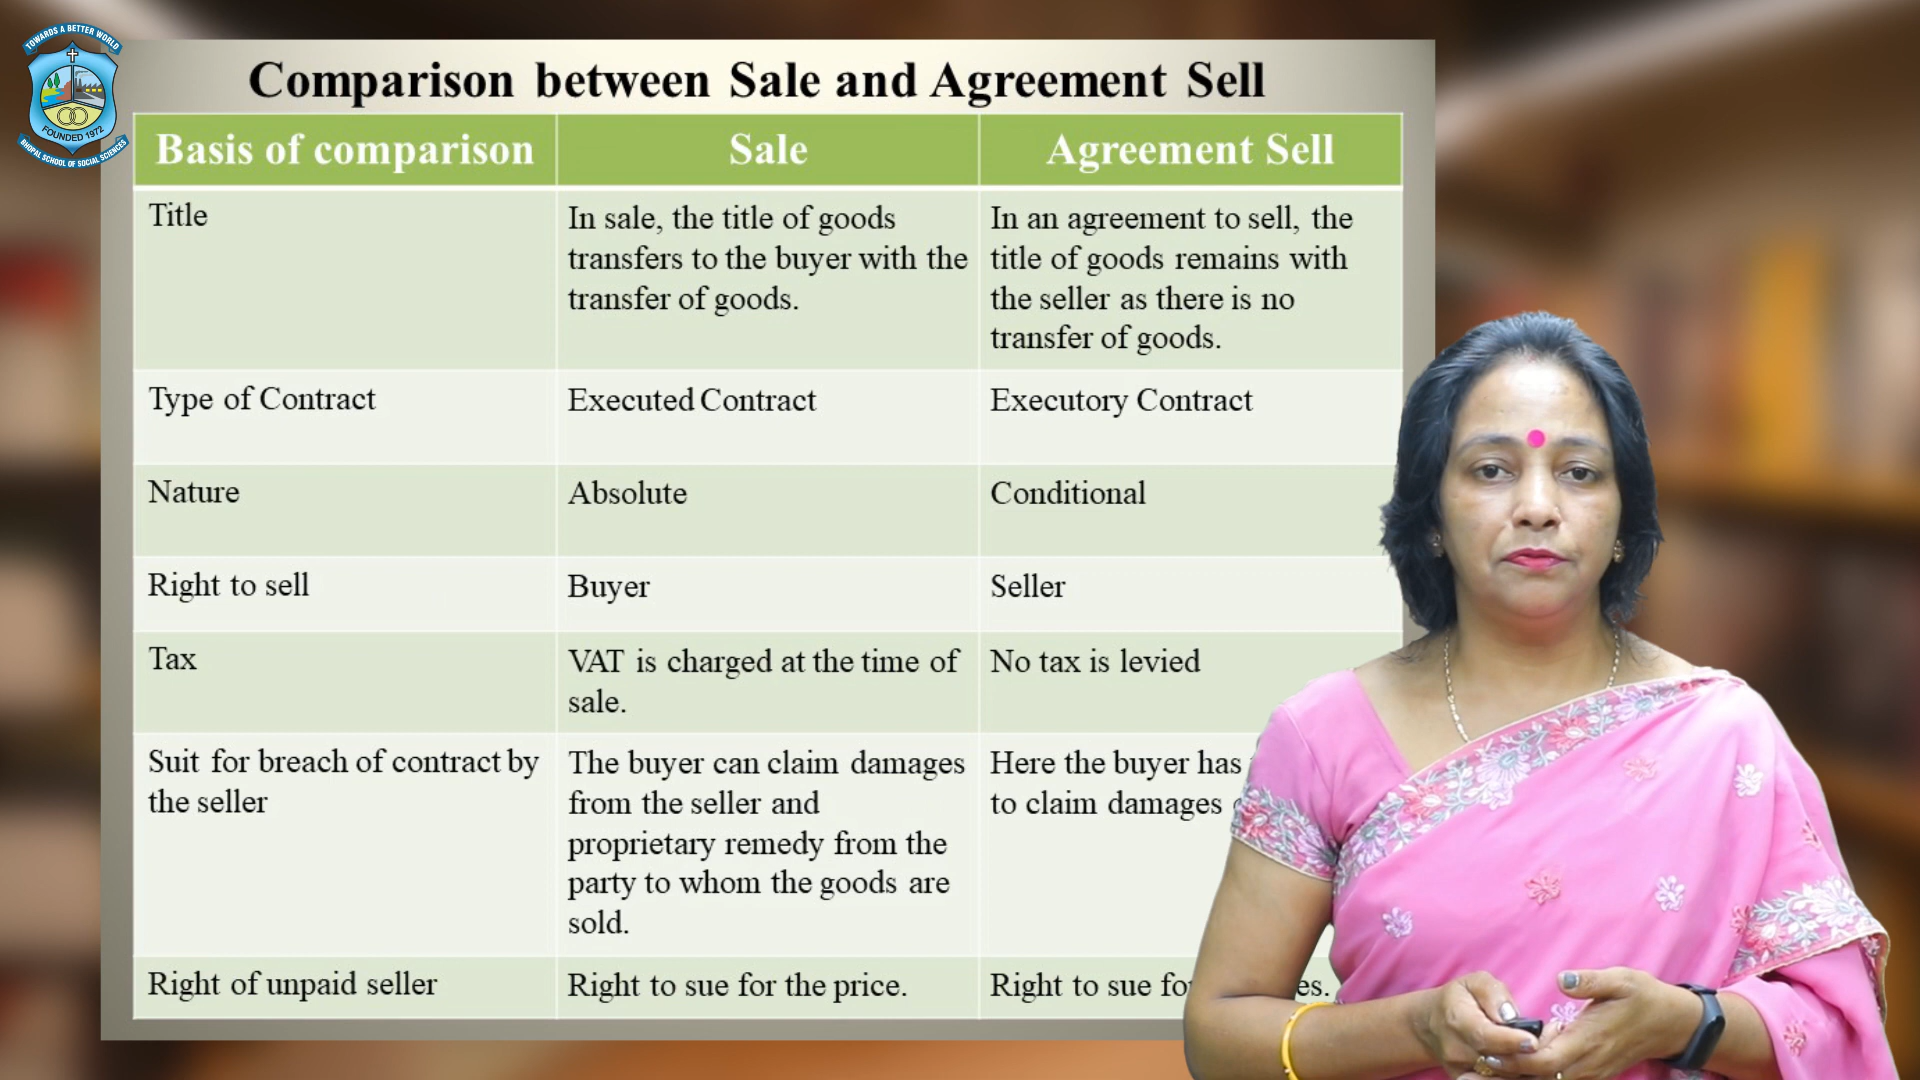 TOWARDS A BETTER WORLD
FOUNDED 1972
BHOPAL SCHOOL OF SOCIAL SCIENCES
Comparison between Sale and Agreement Sell
Basis of comparison
Sale
Agreement Sell
Title
In sale, the title of goods
transfers to the buyer with the
transfer of goods.
In an agreement to sell, the
title of goods remains with
the seller as there is no
transfer of goods.
Type of Contract
Executed Contract
Executory Contract
Nature
Absolute
Conditional
Right to sell
Buyer
Seller
Tax
VAT is charged at the time of
sale.
No tax is levied
Suit for breach of contract by
the seller
The buyer can claim damages
from the seller and
proprietary remedy from the
party to whom the goods are
sold.
Here the buyer has
to claim damages
Right of unpaid seller
Right to sue for the price.
Right to sue